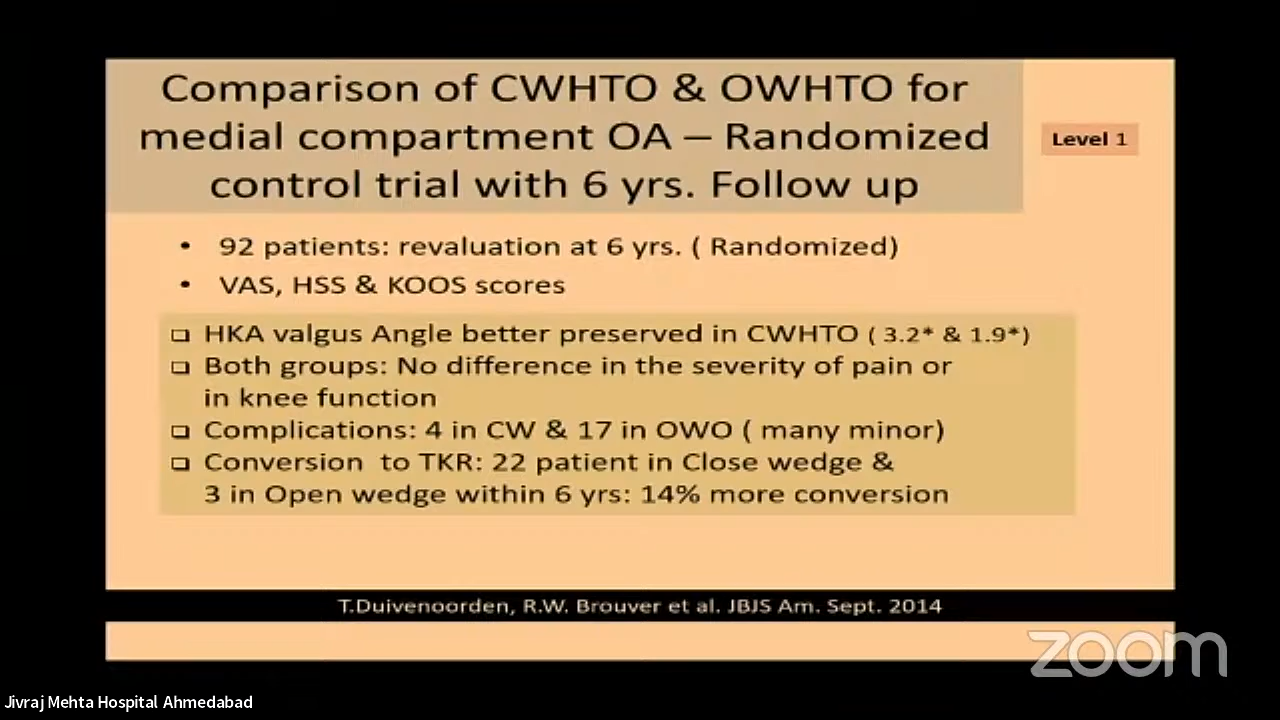 Comparison of CWHTO & OWHTO for
medial compartment OA – Randomized
control trial with 6 yrs. Follow up
Level 1
• 92 patients: revaluation at 6 yrs. ( Randomized)
• VAS, HSS & KOOS scores
❑ HKA valgus Angle better preserved in CWHTO ( 3.2* & 1.9*)
❑ Both groups: No difference in the severity of pain or
in knee function
❑ Complications: 4 in CW & 17 in OWO ( many minor)
❑ Conversion to TKR: 22 patient in Close wedge &
3 in Open wedge within 6 yrs: 14% more conversion
T.Duivenoorden, R.W. Brouver et al. JBJS Am. Sept. 2014
zoom
Jivraj Mehta Hospital Ahmedabad